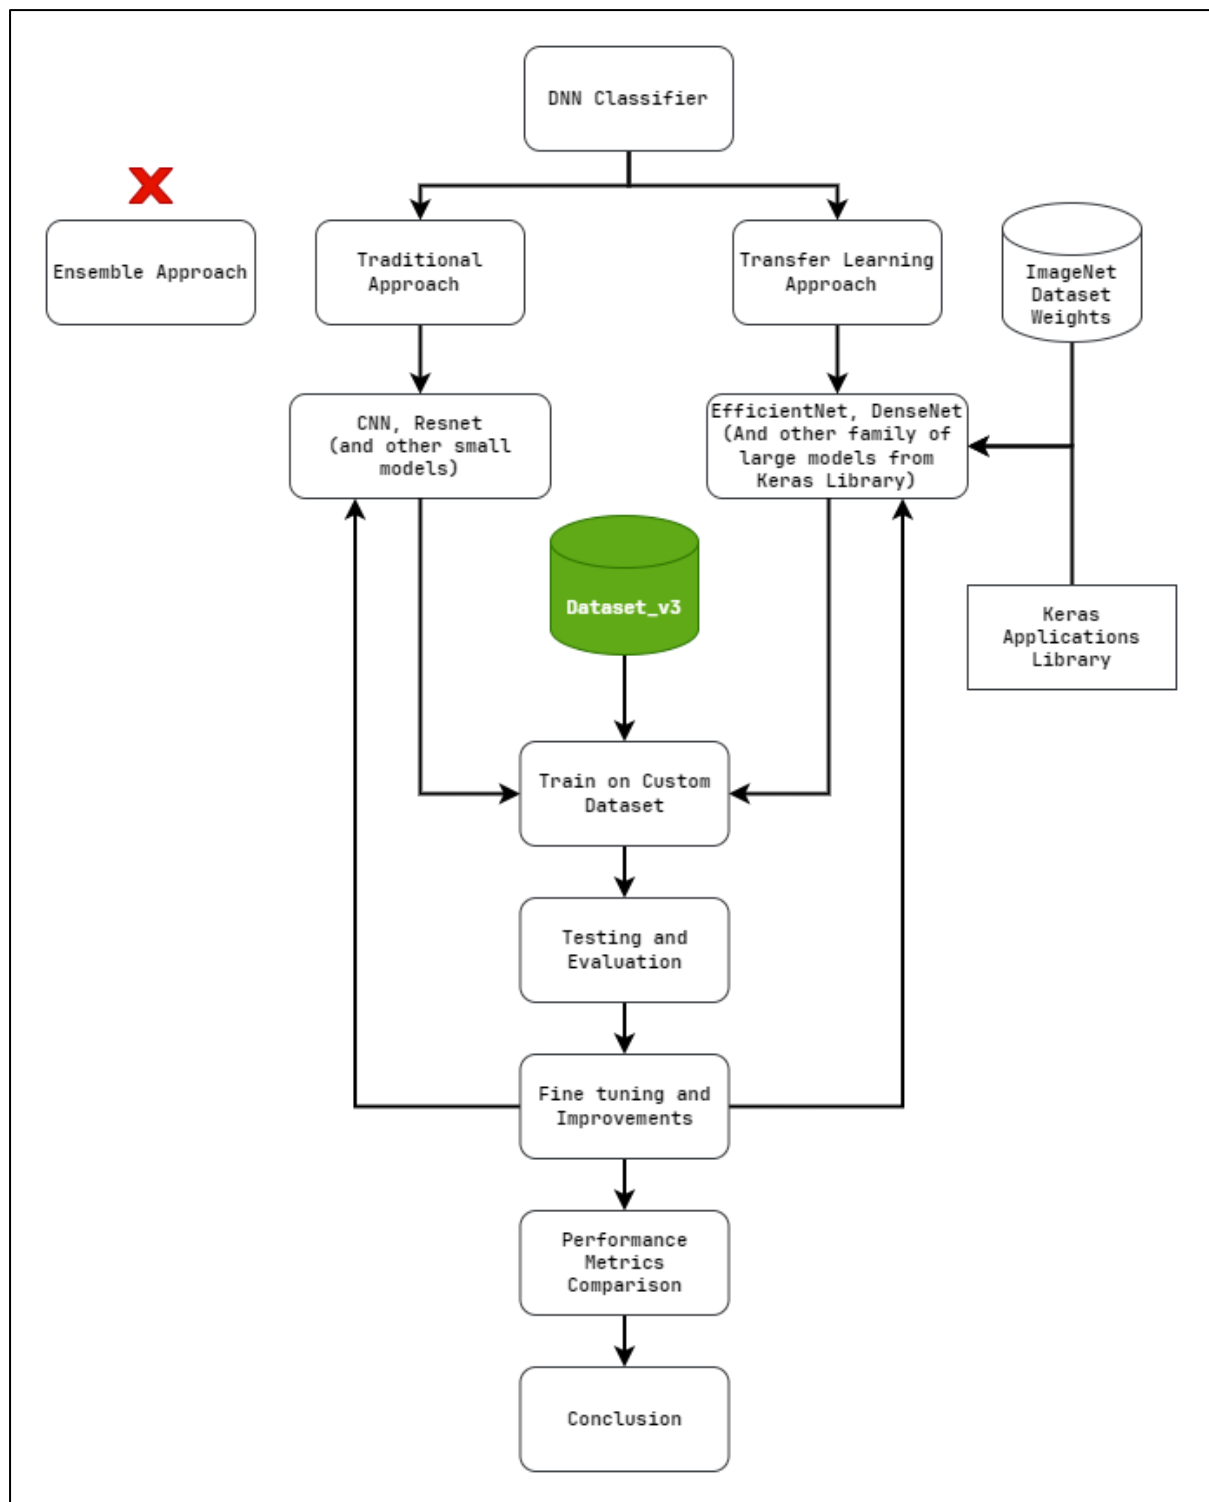 DNN Classifier
Ensemble Approach
Traditional
Approach
Transfer Learning
Approach
ImageNet
Dataset
Weights
CNN, Resnet
(and other small
models)
EfficientNet, DenseNet
(And other family of
large models from
Keras Library)
Dataset_v3
Keras
Applications
Library
Train on Custom
Dataset
Testing and
Evaluation
Fine tuning and
Improvements
Performance
Metrics
Comparison
Conclusion